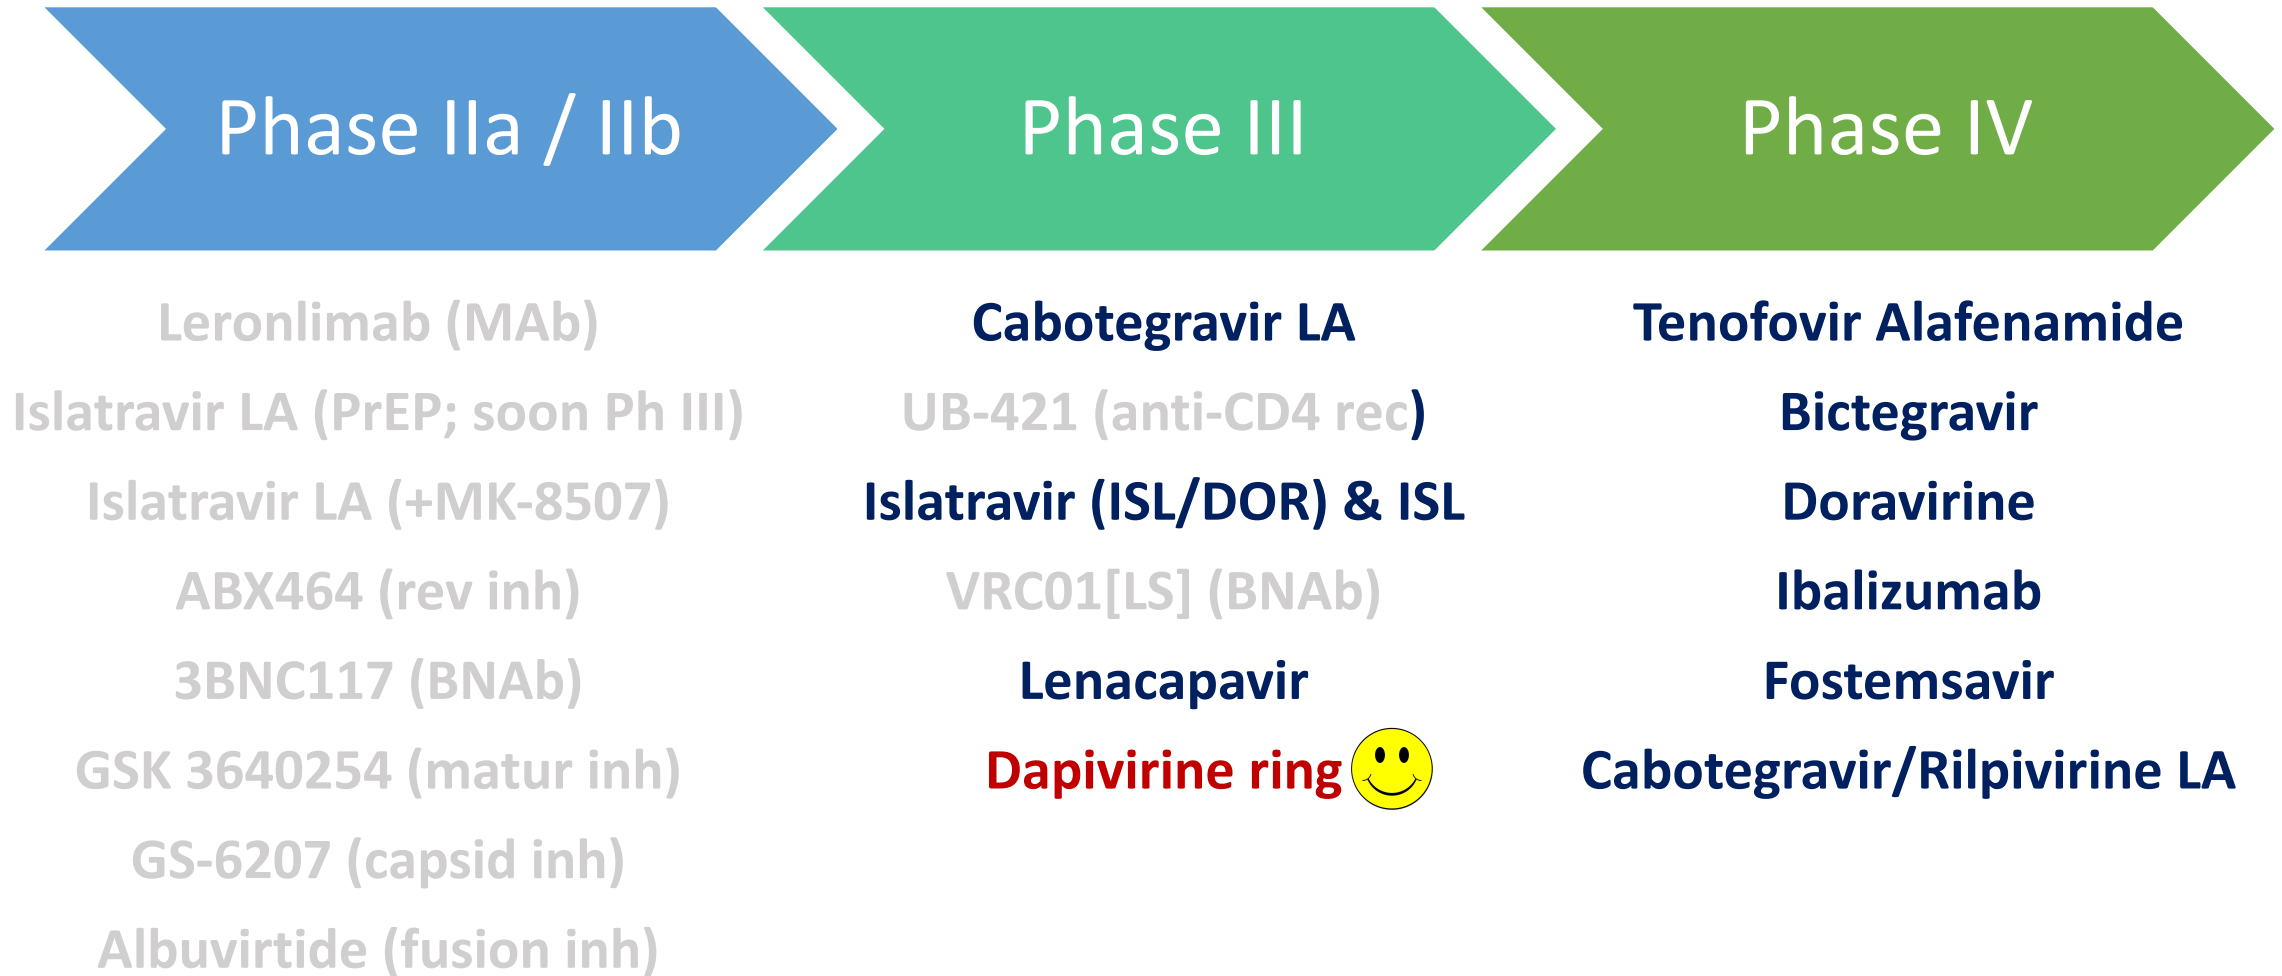 Phase IIa / IIb
Leronlimab (MAb)
Islatravir LA (PrEP; soon Ph III)
Islatravir LA (+MK-8507)
ABX464 (rev inh)
3BNC117 (BNAb)
GSK 3640254 (matur inh)
GS-6207 (capsid inh)
Albuvirtide (fusion inh)
Phase III
Cabotegravir LA
UB-421 (anti-CD4 rec)
Islatravir (ISL/DOR) & ISL
VRC01[LS] (BNAb)
Lenacapavir
Dapivirine ring
Phase IV
Tenofovir Alafenamide
Bictegravir
Doravirine
Ibalizumab
Fostemsavir
Cabotegravir/Rilpivirine LA